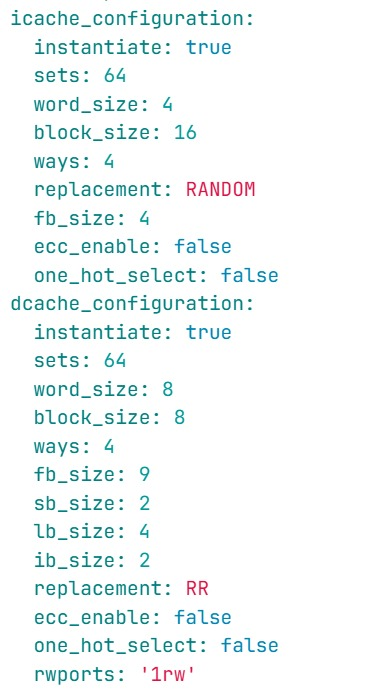 icache_configuration:
  instantiate: true
  sets: 64
  word_size: 4
  block_size: 16
  ways: 4
  replacement: RANDOM
  fb_size: 4
  ecc_enable: false
  one_hot_select: false
dcache_configuration:
  instantiate: true
  sets: 64
  word_size: 8
  block_size: 8
  ways: 4
  fb_size: 9
  sb_size: 2
  lb_size: 4
  ib_size: 2
  replacement: RR
  ecc_enable: false
  one_hot_select: false
  rwports: '1rw'